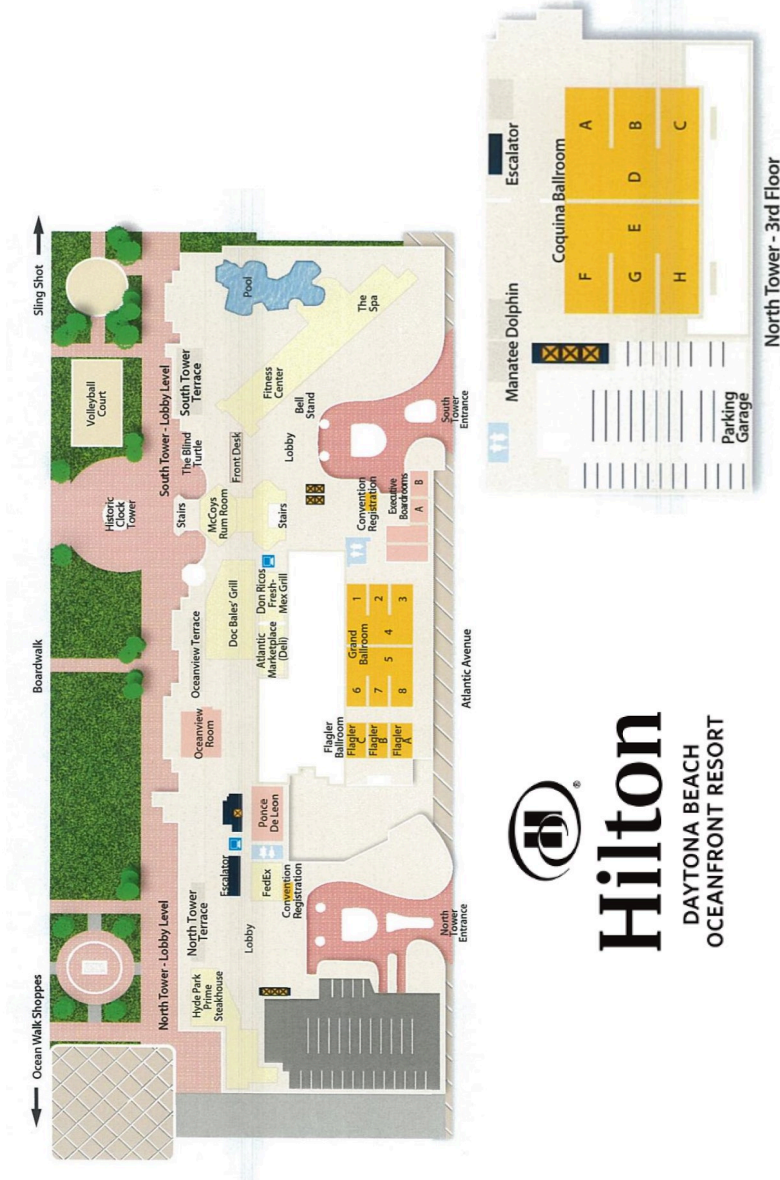 Ocean Walk Shoppes
Boardwalk
Sling Shot
Historic
Clock
Tower
Volleyball
Court
North Tower - Lobby Level
South Tower - Lobby Level
North Tower
Terrace
Oceanview Terrace
Stairs
The Blind
Turtle
South Tower
Terrace
Hyde Park
Prime
Steakhouse
Oceanview
Room
Doc Bales' Grill
McCoys
Rum Room
Front Desk
Pool
Lobby
Escalator
FedEx
Ponce
De Leon
Convention
Registration
Atlantic
Marketplace
(Deli)
Don Ricos
Fresh-
Mex Grill
Stairs
Lobby
Bell
Stand
Fitness
Center
The
Spa
Flagler
Ballroom
Flagler
C
Flagler
B
Flagler
A
Grand
Ballroom
6
7
8
5
4
1
2
3
Convention
Registration
Executive
Boardrooms
A
B
North
Tower
Entrance
South
Tower
Entrance
Atlantic Avenue
Hilton
®
DAYTONA BEACH
OCEANFRONT RESORT
Manatee Dolphin
Escalator
Coquina Ballroom
F
G
H
E
D
A
B
C
Parking
Garage
North Tower - 3rd Floor